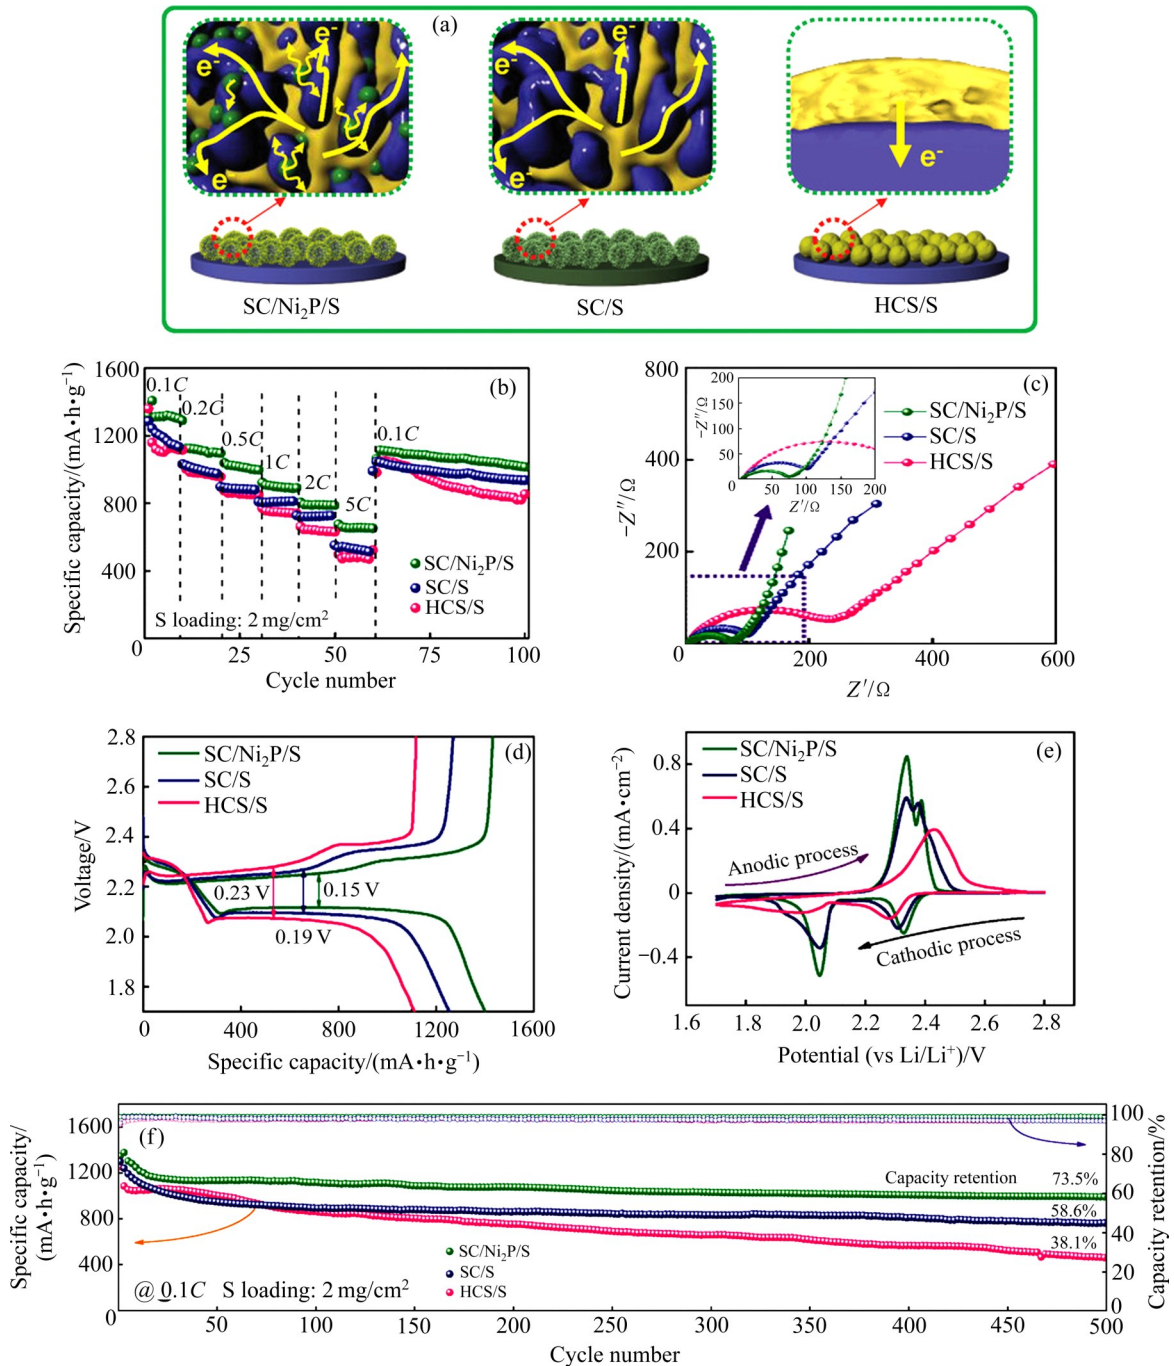 (a)
e-
e-
e-
e-
e-
e-
e-
SC/Ni₂P/S
SC/S
HCS/S
(b)
Specific capacity/(mA•h•g⁻¹)
1600
1200
800
400
0
0.1C
0.2C
0.5C
1C
2C
5C
0.1C
SC/Ni₂P/S
SC/S
HCS/S
S loading: 2 mg/cm²
0
25
50
75
100
Cycle number
(c)
−Z″/Ω
800
400
200
0
200
150
100
50
0
50
100
150
200
−Z″/Ω
Z′/Ω
SC/Ni₂P/S
SC/S
HCS/S
0
200
400
600
Z′/Ω
(d)
Voltage/V
2.8
2.6
2.4
2.2
2.0
1.8
SC/Ni₂P/S
SC/S
HCS/S
0.23 V
0.15 V
0.19 V
0
400
800
1200
1600
Specific capacity/(mA•h•g⁻¹)
(e)
Current density/(mA•cm⁻²)
0.8
0.4
0
−0.4
SC/Ni₂P/S
SC/S
HCS/S
Anodic process
Cathodic process
1.6
1.8
2.0
2.2
2.4
2.6
2.8
Potential (vs Li/Li⁺)/V
(f)
Specific capacity/
(mA•h•g⁻¹)
1600
1200
800
400
0
Capacity retention
73.5%
58.6%
38.1%
SC/Ni₂P/S
SC/S
HCS/S
@ 0.1C S loading: 2 mg/cm²
100
80
60
40
20
0
Capacity retention/%
0
50
100
150
200
250
300
350
400
450
500
Cycle number